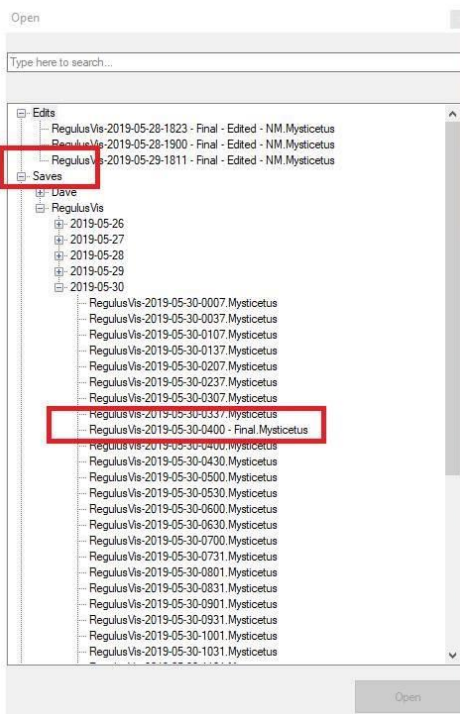 Open
Type here to search...
Edits
RegulusVis-2019-05-28-1823 - Final - Edited - NM.Mysticetus
RegulusVis-2019-05-28-1900 - Final - Edited - NM.Mysticetus
RegulusVis-2019-05-29-1811 - Final - Edited - NM.Mysticetus
Saves
Dave
RegulusVis
2019-05-26
2019-05-27
2019-05-28
2019-05-29
2019-05-30
RegulusVis-2019-05-30-0007.Mysticetus
RegulusVis-2019-05-30-0037.Mysticetus
RegulusVis-2019-05-30-0107.Mysticetus
RegulusVis-2019-05-30-0137.Mysticetus
RegulusVis-2019-05-30-0207.Mysticetus
RegulusVis-2019-05-30-0237.Mysticetus
RegulusVis-2019-05-30-0307.Mysticetus
RegulusVis-2019-05-30-0337.Mysticetus
RegulusVis-2019-05-30-0400 - Final.Mysticetus
RegulusVis-2019-05-30-0400.Mysticetus
RegulusVis-2019-05-30-0430.Mysticetus
RegulusVis-2019-05-30-0500.Mysticetus
RegulusVis-2019-05-30-0530.Mysticetus
RegulusVis-2019-05-30-0600.Mysticetus
RegulusVis-2019-05-30-0630.Mysticetus
RegulusVis-2019-05-30-0700.Mysticetus
RegulusVis-2019-05-30-0731.Mysticetus
RegulusVis-2019-05-30-0801.Mysticetus
RegulusVis-2019-05-30-0831.Mysticetus
RegulusVis-2019-05-30-0901.Mysticetus
RegulusVis-2019-05-30-0931.Mysticetus
RegulusVis-2019-05-30-1001.Mysticetus
RegulusVis-2019-05-30-1031.Mysticetus
Open